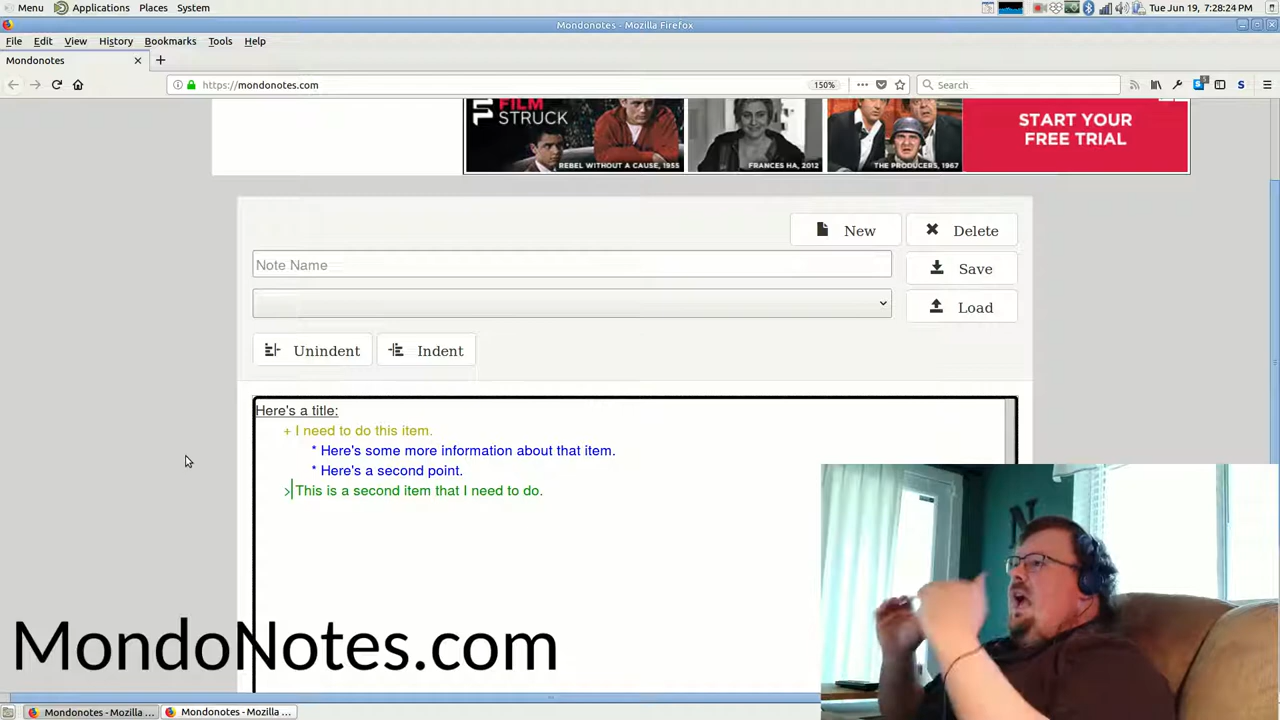 Menu Applications Places System Tue Jun 19, 7:28:24 PM
Mondonotes - Mozilla Firefox
File Edit View History Bookmarks Tools Help
Mondonotes
https://mondonotes.com 150% Search
FILM
STRUCK
REBEL WITHOUT A CAUSE, 1955
FRANCES HA, 2012
THE PRODUCERS, 1967
START YOUR
FREE TRIAL
New Delete
Note Name Save
Load
Unindent Indent
Here's a title:
+ I need to do this item.
* Here's some more information about that item.
* Here's a second point.
> This is a second item that I need to do.
N
MondoNotes.com
Mondonotes - Mozilla ... Mondonotes - Mozilla ...